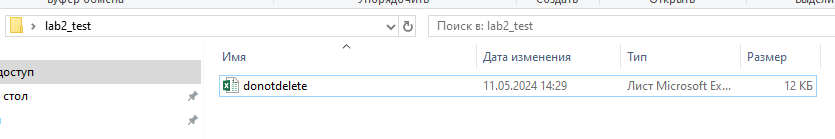 Буфер обмена Упорядочить Создать Открыть Выдели
lab2_test Поиск в: lab2_test
Имя Дата изменения Тип Размер
доступ
donotdelete 11.05.2024 14:29 Лист Microsoft Ex... 12 КБ
стол